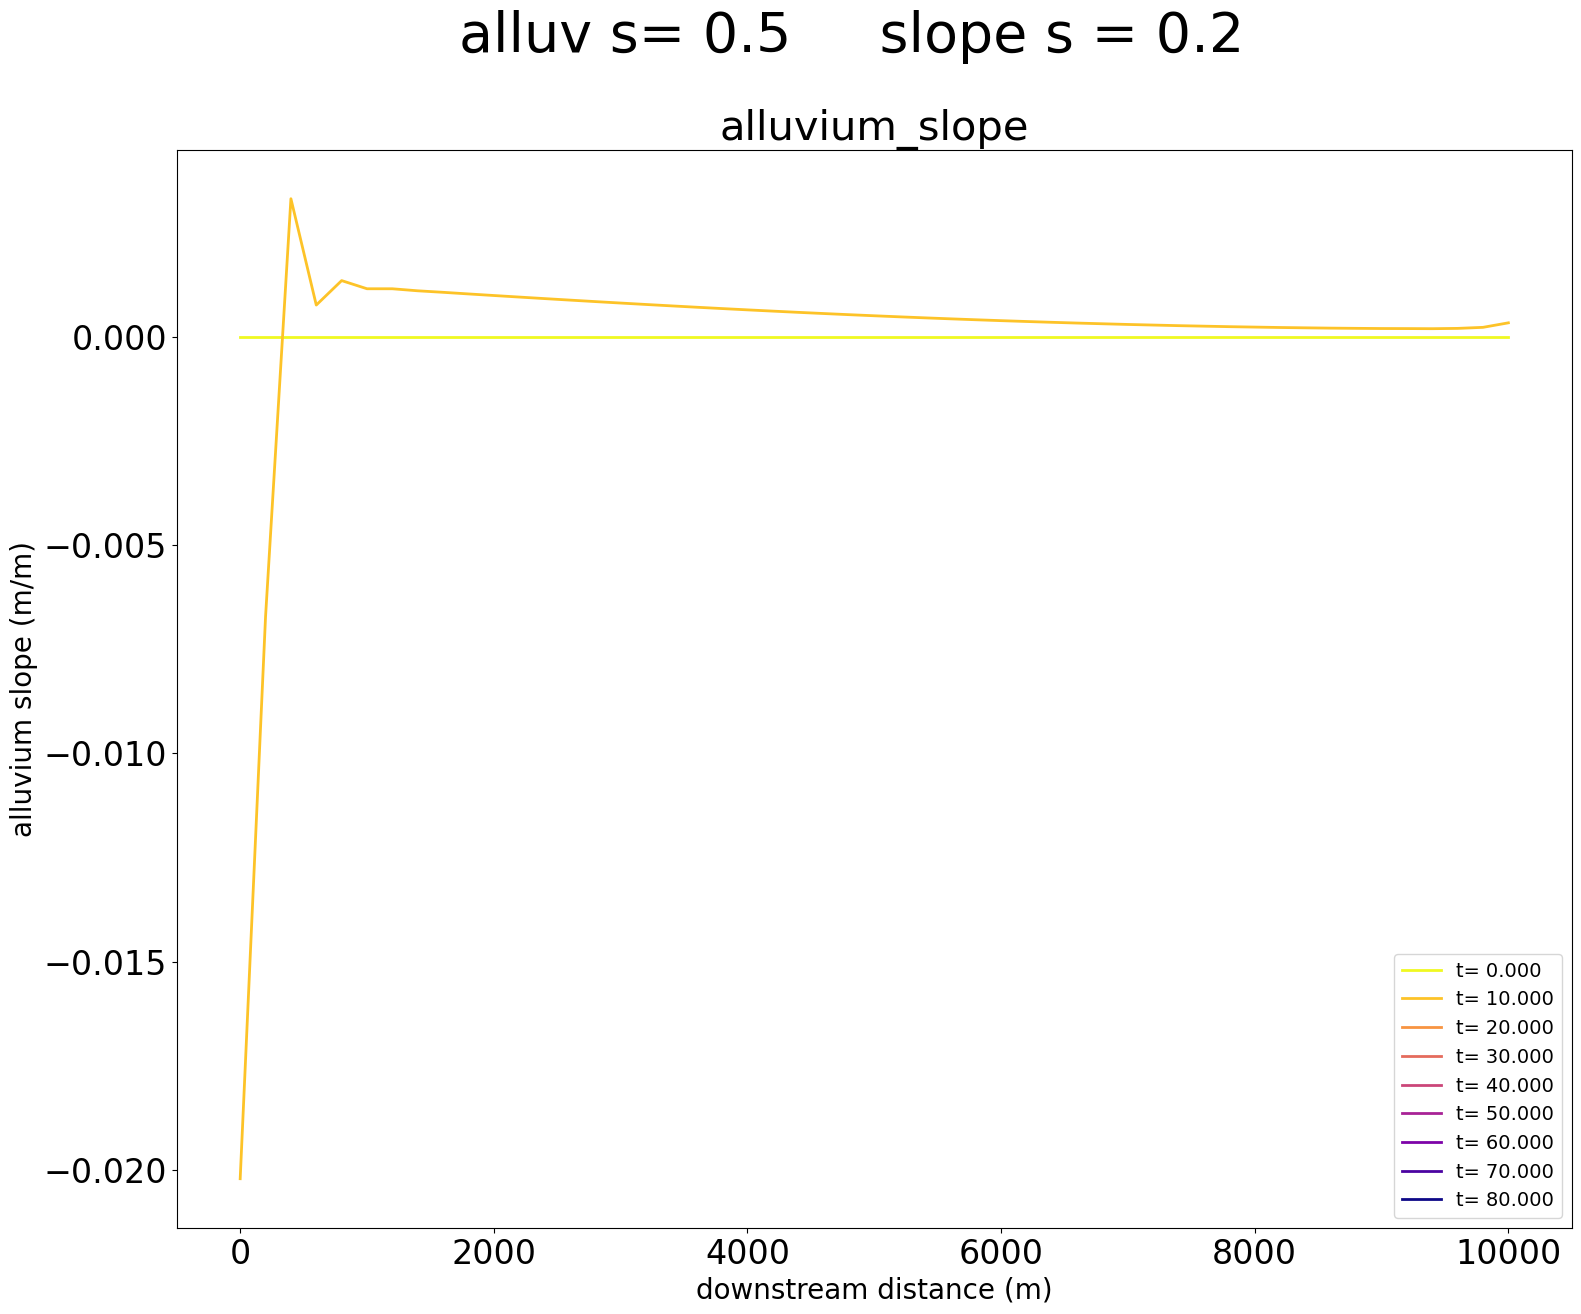 alluv s= 0.5     slope s = 0.2
alluvium_slope
alluvium slope (m/m)
0.000
−0.005
−0.010
−0.015
−0.020
t= 0.000
t= 10.000
t= 20.000
t= 30.000
t= 40.000
t= 50.000
t= 60.000
t= 70.000
t= 80.000
0 2000 4000 6000 8000 10000
downstream distance (m)